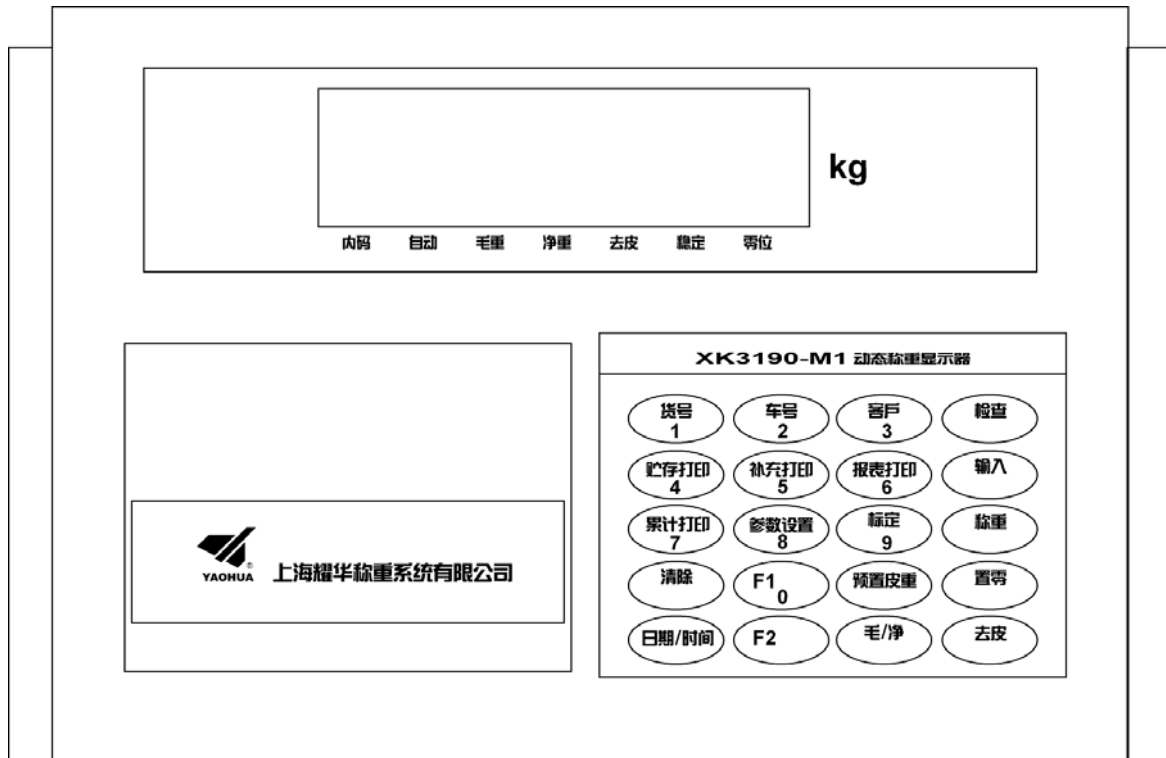 kg
内码 自动 毛重 净重 去皮 稳定 零位
XK3190-M1 动态称重显示器
货号 车号 客戶 检查
1 2 3
贮存打印 补充打印 报表打印 输入
4 5 6
累计打印 参数设置 标定 称重
7 8 9
清除 F1 预置皮重 置零
0
日期/时间 F2 毛/净 去皮
YAOHUA ® 上海耀华称重系统有限公司